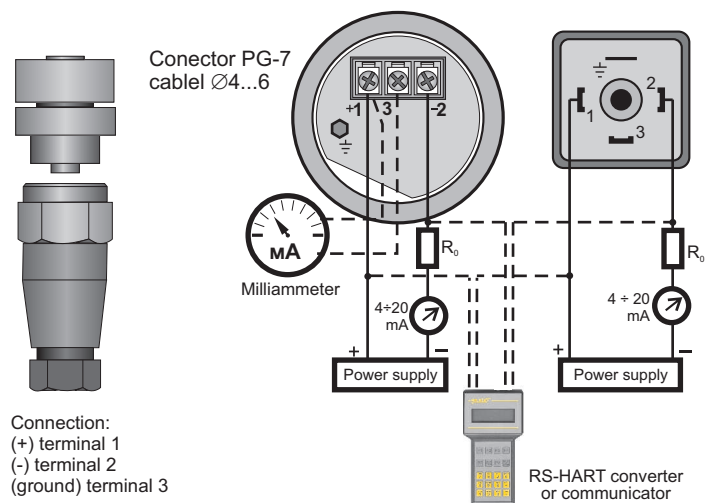 Conector PG-7
cablel ∅4...6
+1 3 -2
мА
Milliammeter
R₀
4÷20
mA
+ −
Power supply
1 2
3
R₀
4 ÷ 20
mA
+ −
Power supply
RS-HART converter
or communicator
Connection:
(+) terminal 1
(-) terminal 2
(ground) terminal 3